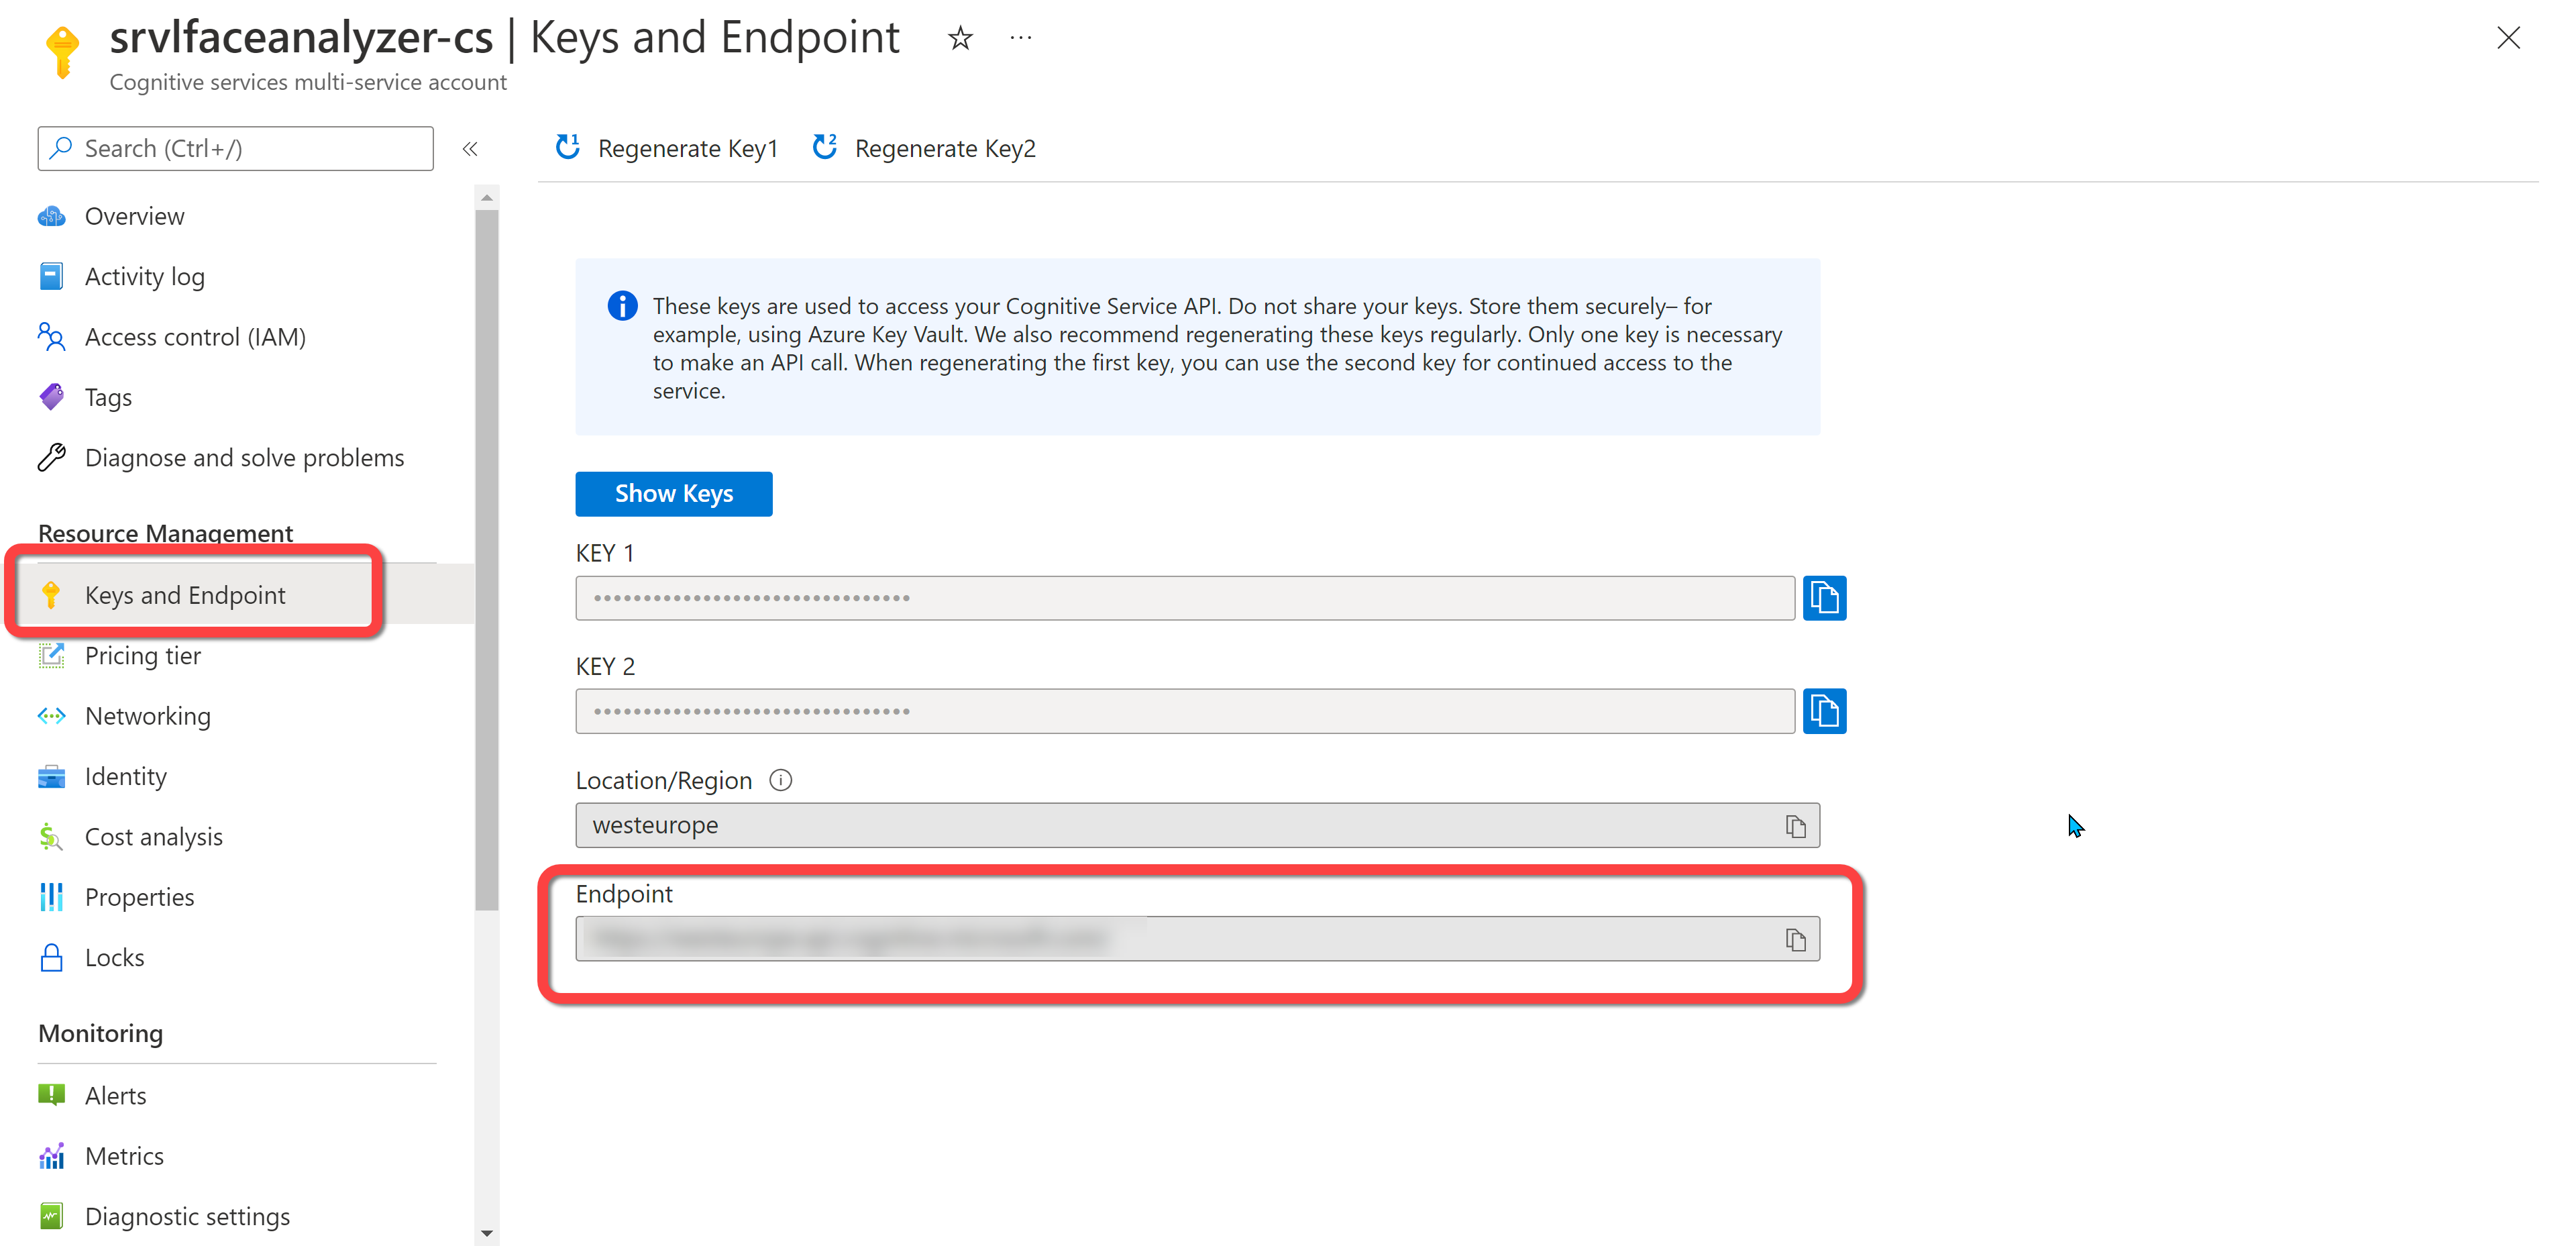 srvlfaceanalyzer-cs | Keys and Endpoint
Cognitive services multi-service account
Search (Ctrl+/)
Overview
Activity log
Access control (IAM)
Tags
Diagnose and solve problems
Resource Management
Keys and Endpoint
Pricing tier
Networking
Identity
Cost analysis
Properties
Locks
Monitoring
Alerts
Metrics
Diagnostic settings
1 Regenerate Key1
2 Regenerate Key2
These keys are used to access your Cognitive Service API. Do not share your keys. Store them securely– for
example, using Azure Key Vault. We also recommend regenerating these keys regularly. Only one key is necessary
to make an API call. When regenerating the first key, you can use the second key for continued access to the
service.
Show Keys
KEY 1
KEY 2
Location/Region
westeurope
Endpoint